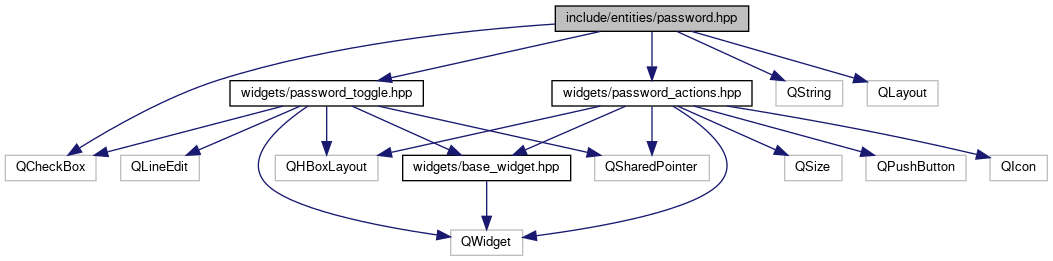 include/entities/password.hpp
widgets/password_toggle.hpp
widgets/password_actions.hpp
QString
QLayout
QCheckBox
QLineEdit
QHBoxLayout
widgets/base_widget.hpp
QSharedPointer
QSize
QPushButton
QIcon
QWidget